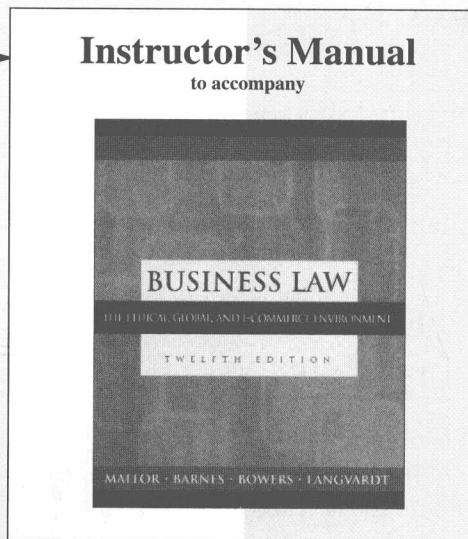 Instructor's Manual
to accompany
BUSINESS LAW
THE ETHICAL, GLOBAL, AND E-COMMERCE ENVIRONMENT
TWELFTH EDITION
MALLOR · BARNES · BOWERS · LANGVARDT